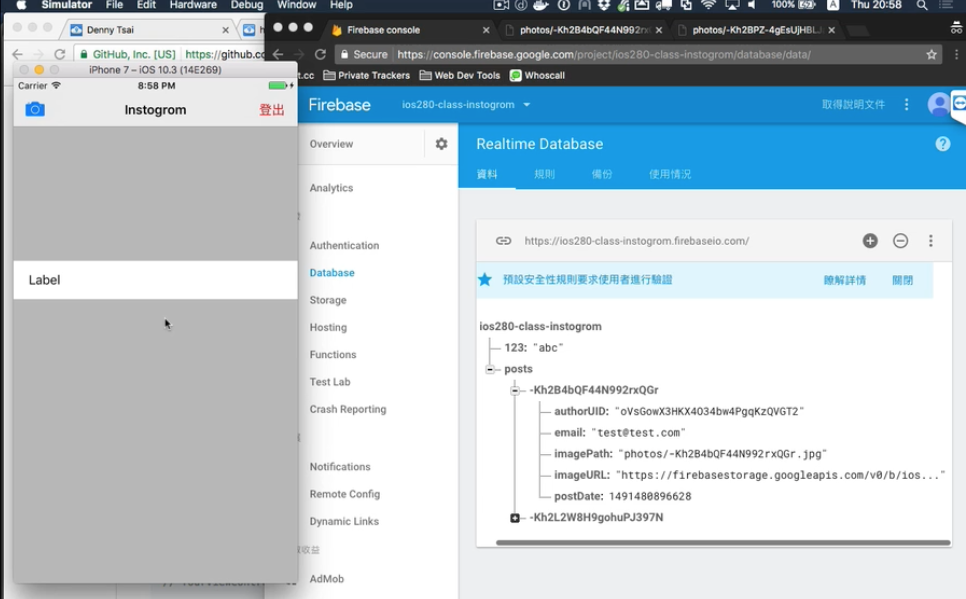 Simulator File Edit Hardware Debug Window Help 100% A Thu 20:58
Denny Tsai
Firebase console
photos/-Kh2B4bQF44N992rx
photos/-Kh2BPZ-4gEsUjHBL
GitHub, Inc. [US] https://github.cc
Secure https://console.firebase.google.com/project/ios280-class-instogrom/database/data/
t.cc Private Trackers Web Dev Tools Whoscall
iPhone 7 – iOS 10.3 (14E269)
Carrier 8:58 PM
Instogrom
登出
Label
Firebase
ios280-class-instogrom
取得說明文件
Overview
Analytics
Authentication
Database
Storage
Hosting
Functions
Test Lab
Crash Reporting
Notifications
Remote Config
Dynamic Links
收益
AdMob
Realtime Database
資料 規則 備份 使用情況
https://ios280-class-instogrom.firebaseio.com/
預設安全性規則要求使用者進行驗證 瞭解詳情 關閉
ios280-class-instogrom
123: "abc"
posts
-Kh2B4bQF44N992rxQGr
authorUID: "oVsGowX3HKX4O34bw4PgqKzQVGT2"
email: "test@test.com"
imagePath: "photos/-Kh2B4bQF44N992rxQGr.jpg"
imageURL: "https://firebasestorage.googleapis.com/v0/b/ios..."
postDate: 1491480896628
-Kh2L2W8H9gohuPJ397N